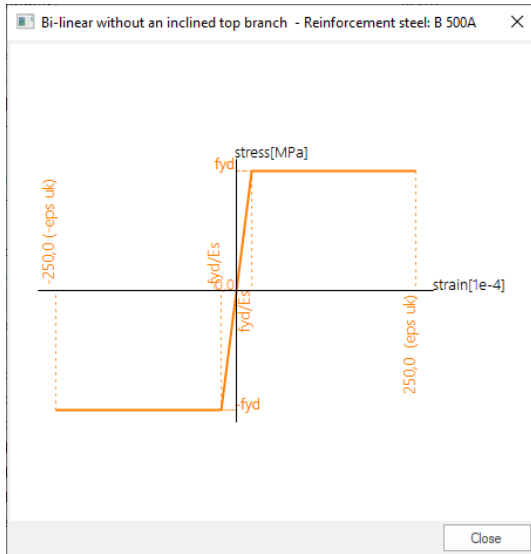 Bi-linear without an inclined top branch - Reinforcement steel: B 500A
stress[MPa]
fyd
-250,0 (-eps uk)
-fyd/Es
0,0
strain[1e-4]
fyd/Es
250,0 (eps uk)
-fyd
Close